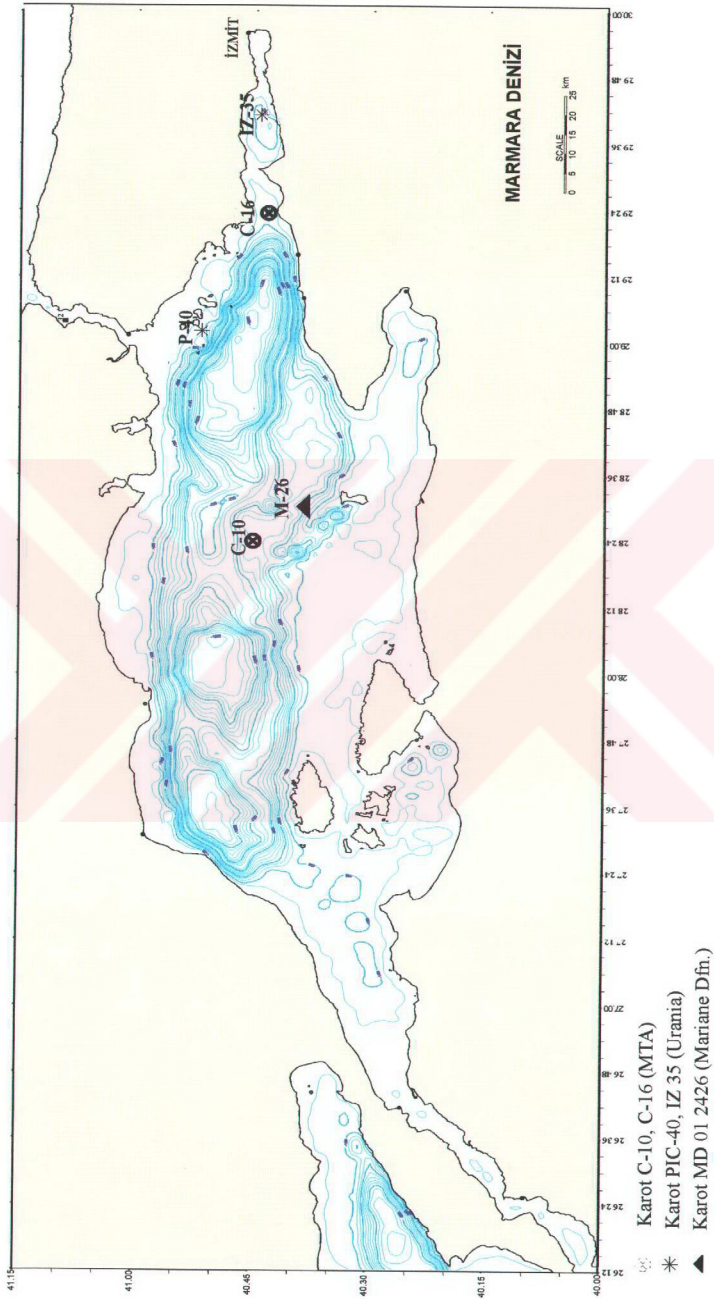 MARMARA DENİZİ
SCALE
0 5 10 15 20 25 km
İZMİT
IZ-35
C-16
P-40
M-26
C-10
41.15
41.00
40.45
40.30
40.15
40.00
26.12
26.24
26.36
26.48
27.00
27.12
27.24
27.36
27.48
28.00
28.12
28.24
28.36
28.48
29.00
29.12
29.24
29.36
29.48
30.00
Karot C-10, C-16 (MTA)
Karot PIC-40, IZ 35 (Urania)
Karot MD 01 2426 (Mariane Dfn.)